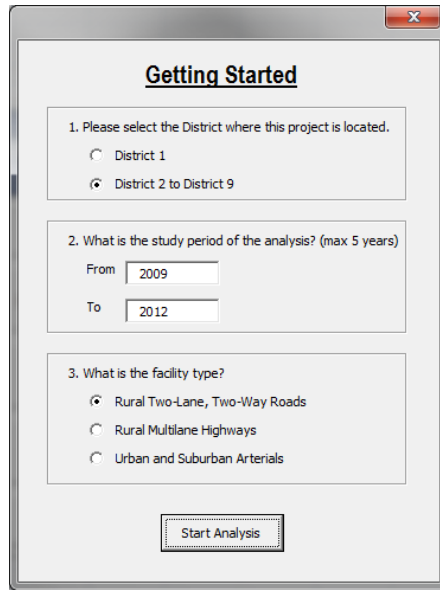 Getting Started
1. Please select the District where this project is located.
District 1
District 2 to District 9
2. What is the study period of the analysis? (max 5 years)
From 2009
To 2012
3. What is the facility type?
Rural Two-Lane, Two-Way Roads
Rural Multilane Highways
Urban and Suburban Arterials
Start Analysis